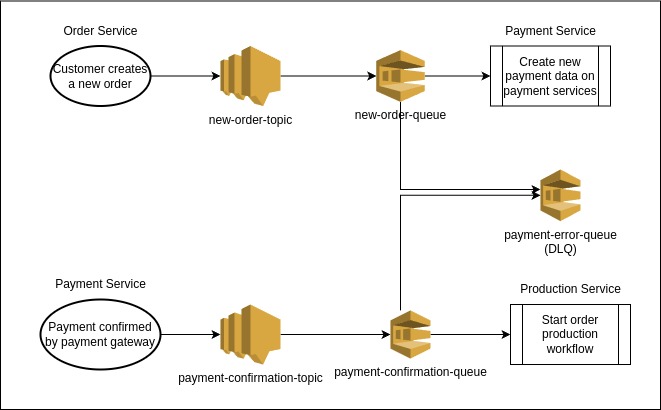 Order Service
Customer creates
a new order
new-order-topic
new-order-queue
Payment Service
Create new
payment data on
payment services
payment-error-queue
(DLQ)
Payment Service
Payment confirmed
by payment gateway
payment-confirmation-topic
payment-confirmation-queue
Production Service
Start order
production
workflow